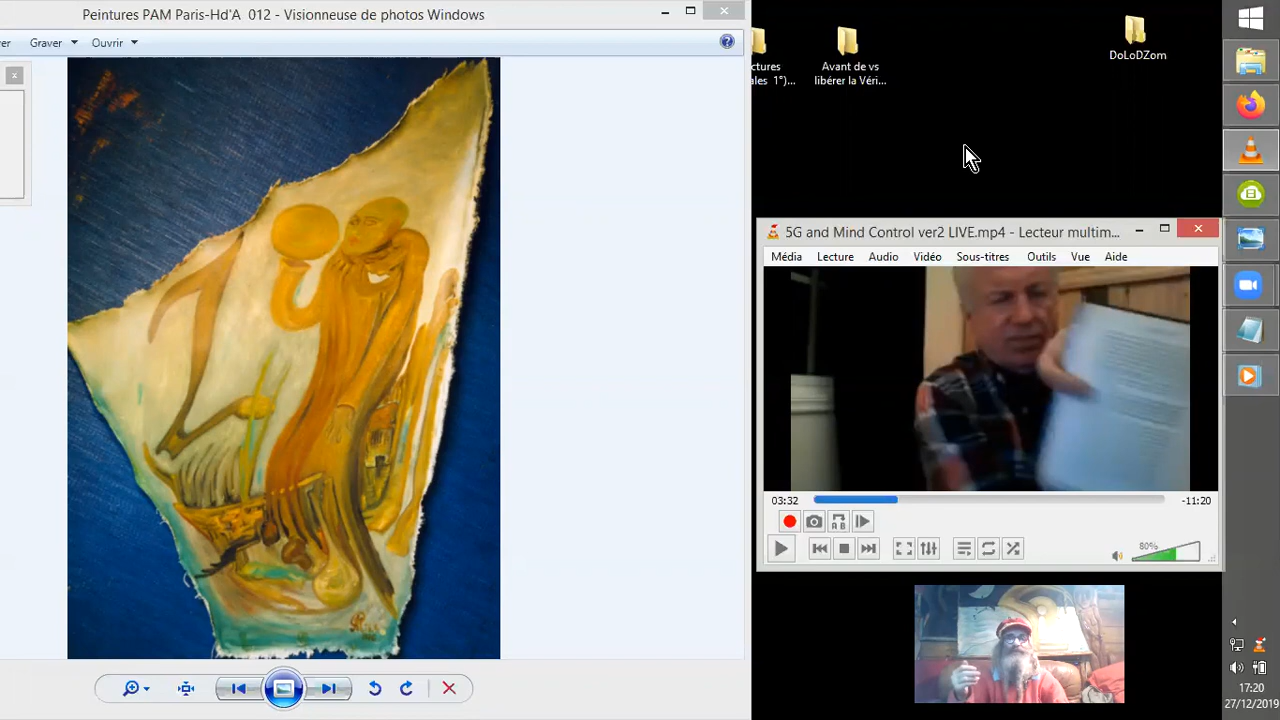 Peintures PAM Paris-Hd'A 012 - Visionneuse de photos Windows
Graver
Ouvrir
Avant de vs
libérer la Véri...
DoLoDZom
5G and Mind Control ver2 LIVE.mp4 - Lecteur multim...
Média Lecture Audio Vidéo Sous-titres Outils Vue Aide
03:32
-11:20
80%
17:20
27/12/2019